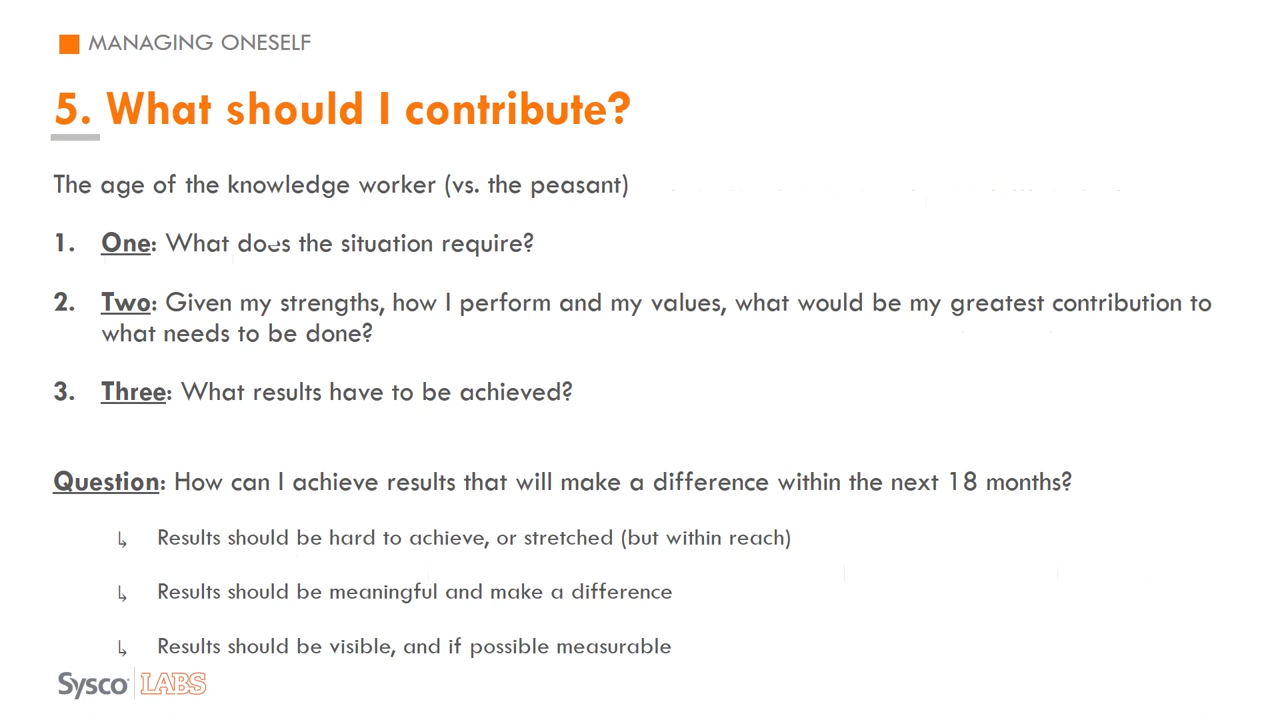 MANAGING ONESELF
5. What should I contribute?
The age of the knowledge worker (vs. the peasant)
1. One: What does the situation require?
2. Two: Given my strengths, how I perform and my values, what would be my greatest contribution to
what needs to be done?
3. Three: What results have to be achieved?
Question: How can I achieve results that will make a difference within the next 18 months?
↳ Results should be hard to achieve, or stretched (but within reach)
↳ Results should be meaningful and make a difference
↳ Results should be visible, and if possible measurable
Sysco LABS